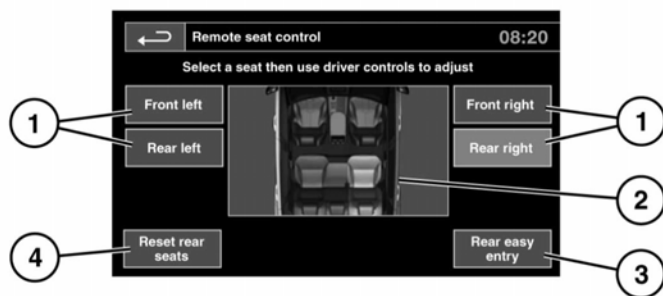 Remote seat control 08:20
Select a seat then use driver controls to adjust
Front left
Front right
1
1
Rear left
Rear right
2
Reset rear
seats
Rear easy
entry
4
3